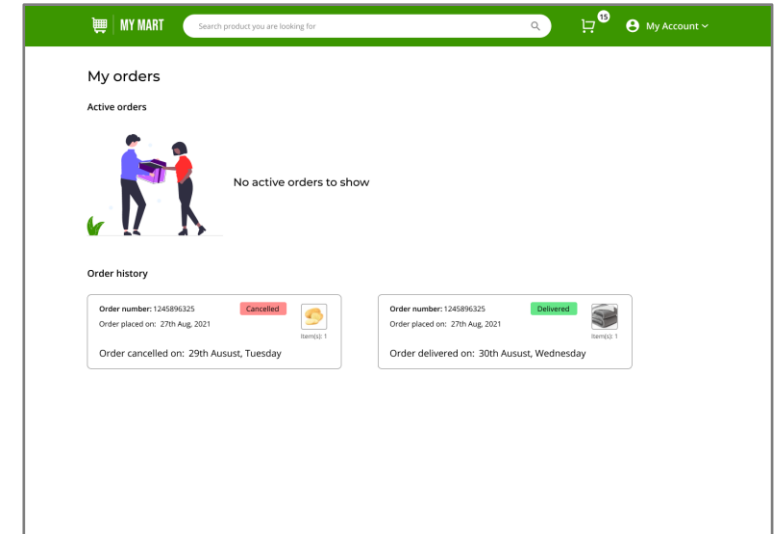 MY MART
Search product you are looking for
15
My Account
My orders
Active orders
No active orders to show
Order history
Order number: 1245896325
Cancelled
Order placed on: 27th Aug, 2021
Item(s): 1
Order cancelled on: 29th Ausust, Tuesday
Order number: 1245896325
Delivered
Order placed on: 27th Aug, 2021
Item(s): 1
Order delivered on: 30th Ausust, Wednesday